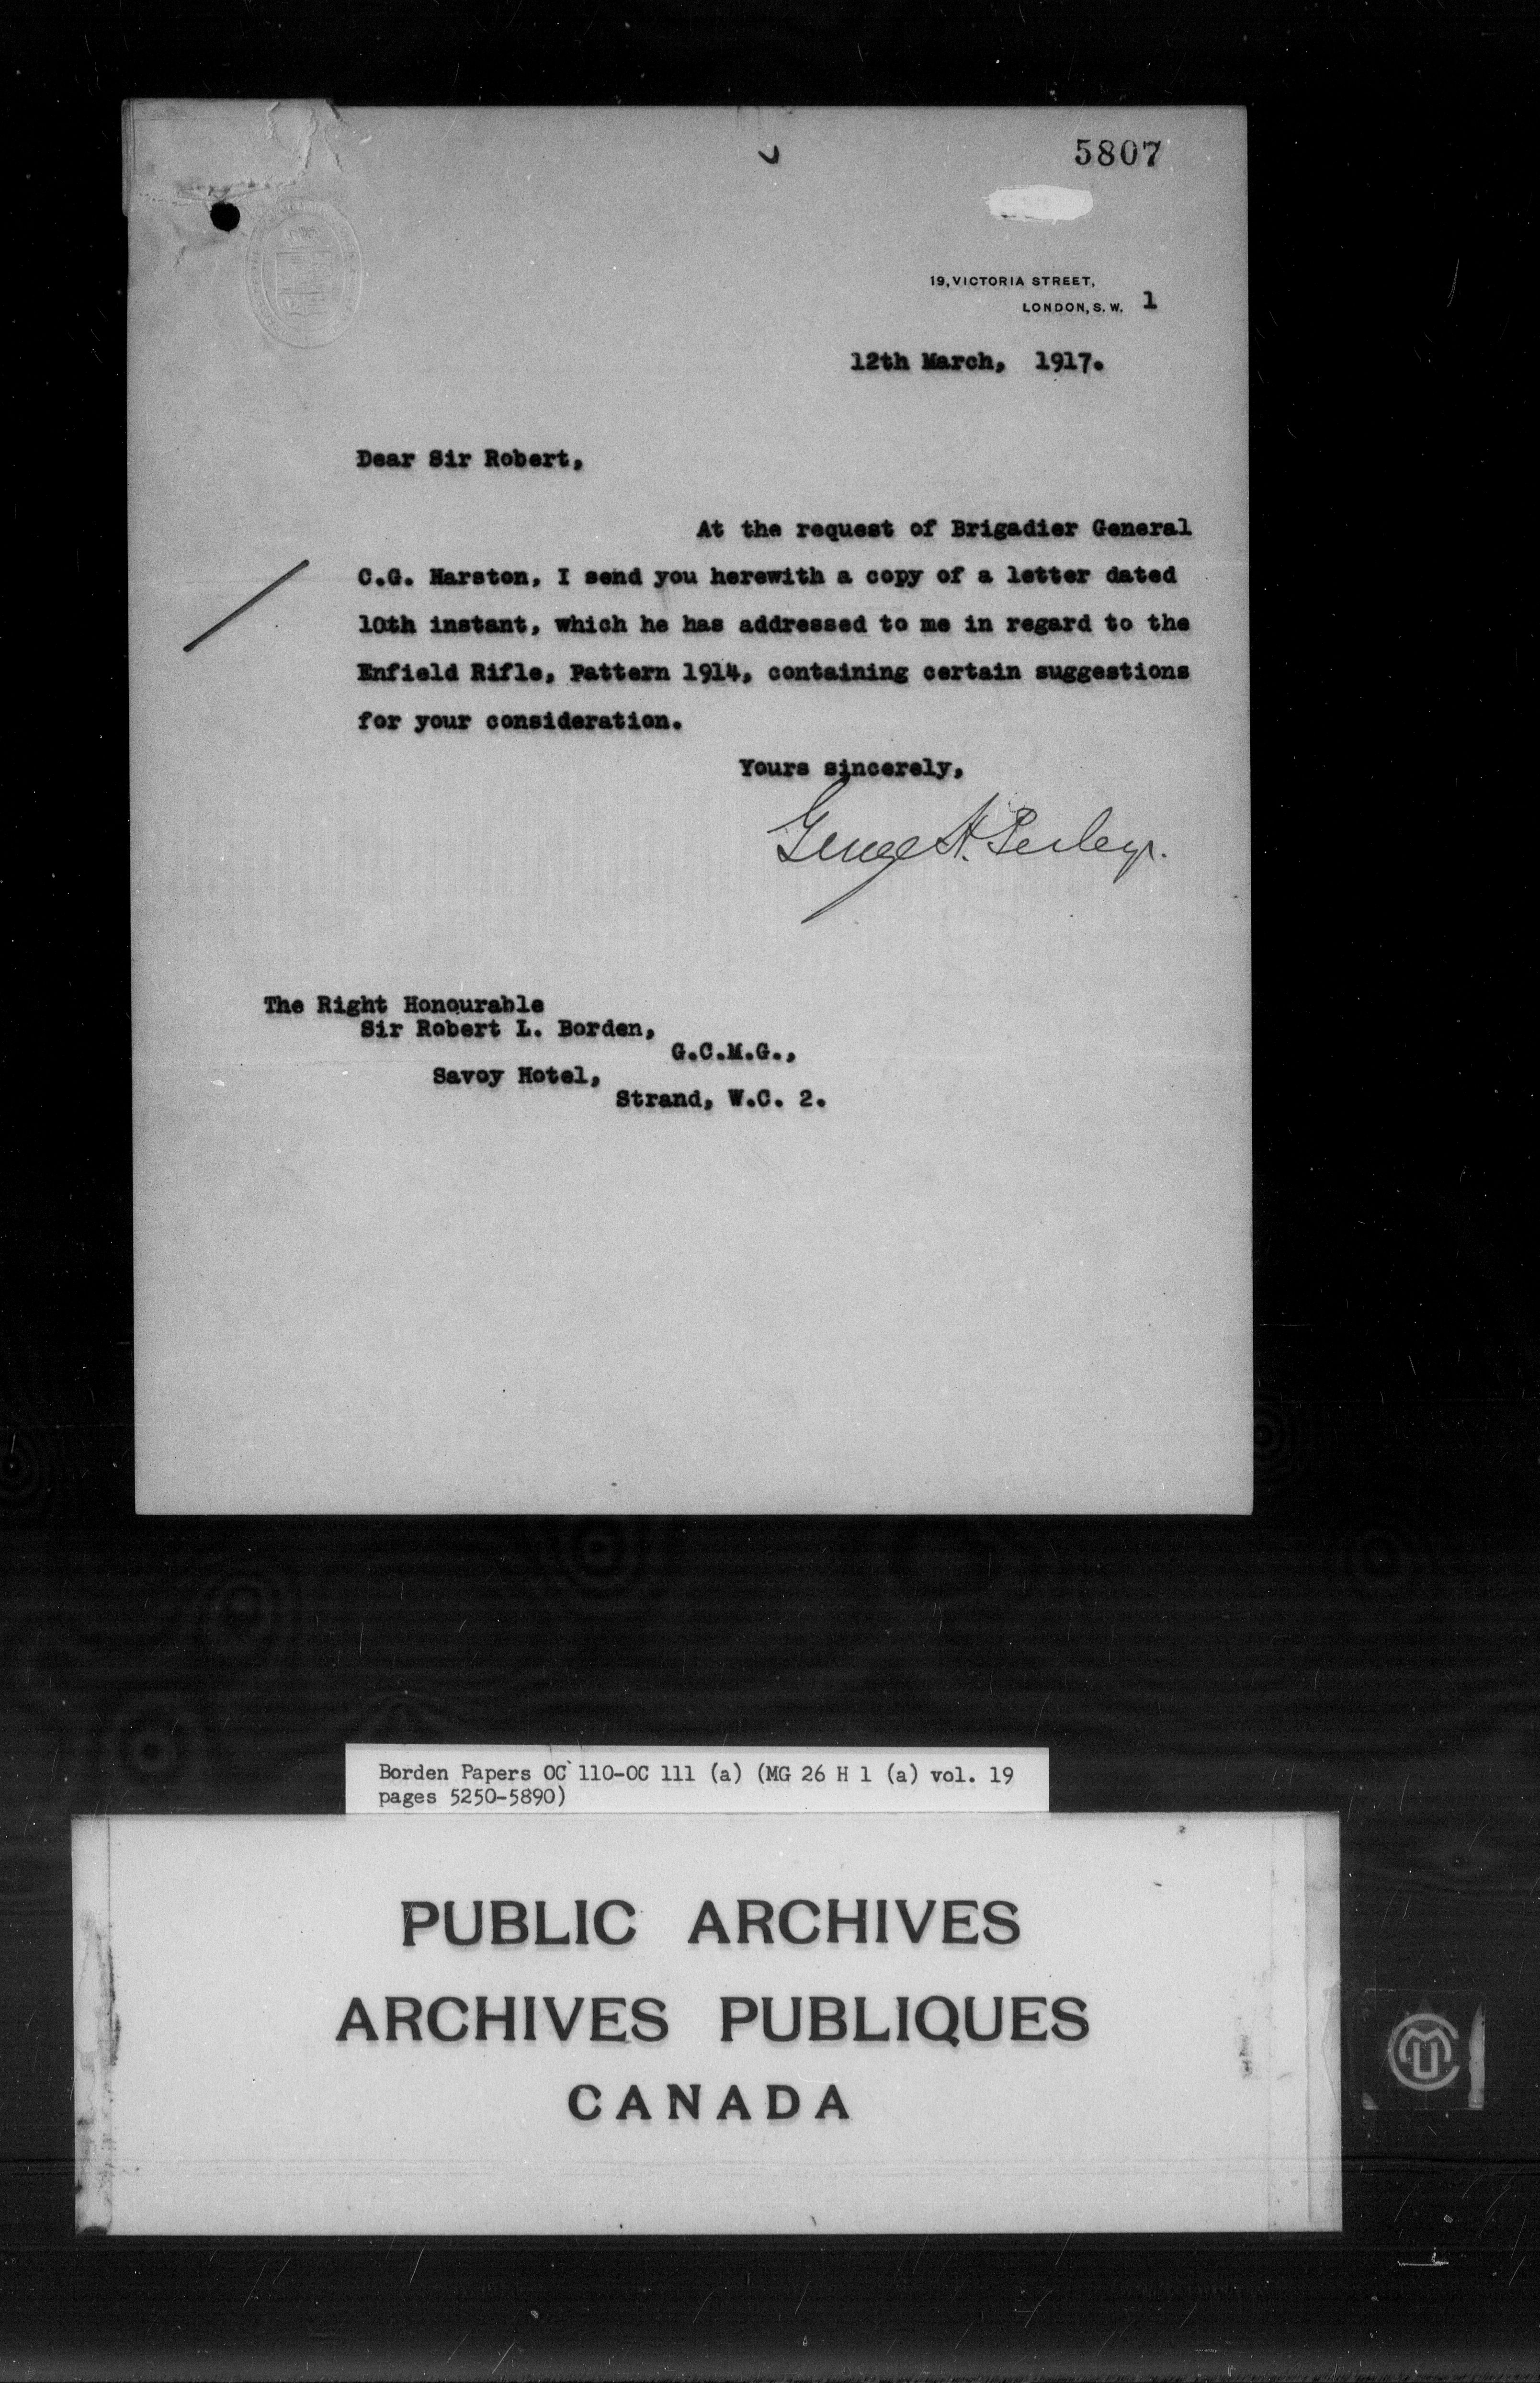 5807
19, VICTORIA STREET,
LONDON, S. W. 1
12th March, 1917.
Dear Sir Robert,
At the request of Brigadier General
C.G. Harston, I send you herewith a copy of a letter dated
10th instant, which he has addressed to me in regard to the
Enfield Rifle, Pattern 1914, containing certain suggestions
for your consideration.
Yours sincerely,
George H. Perley.
The Right Honourable
Sir Robert L. Borden,
G.C.M.G.,
Savoy Hotel,
Strand, W.C. 2.
Borden Papers OC 110-OC 111 (a) (MG 26 H 1 (a) vol. 19
pages 5250-5890)
PUBLIC ARCHIVES
ARCHIVES PUBLIQUES
CANADA